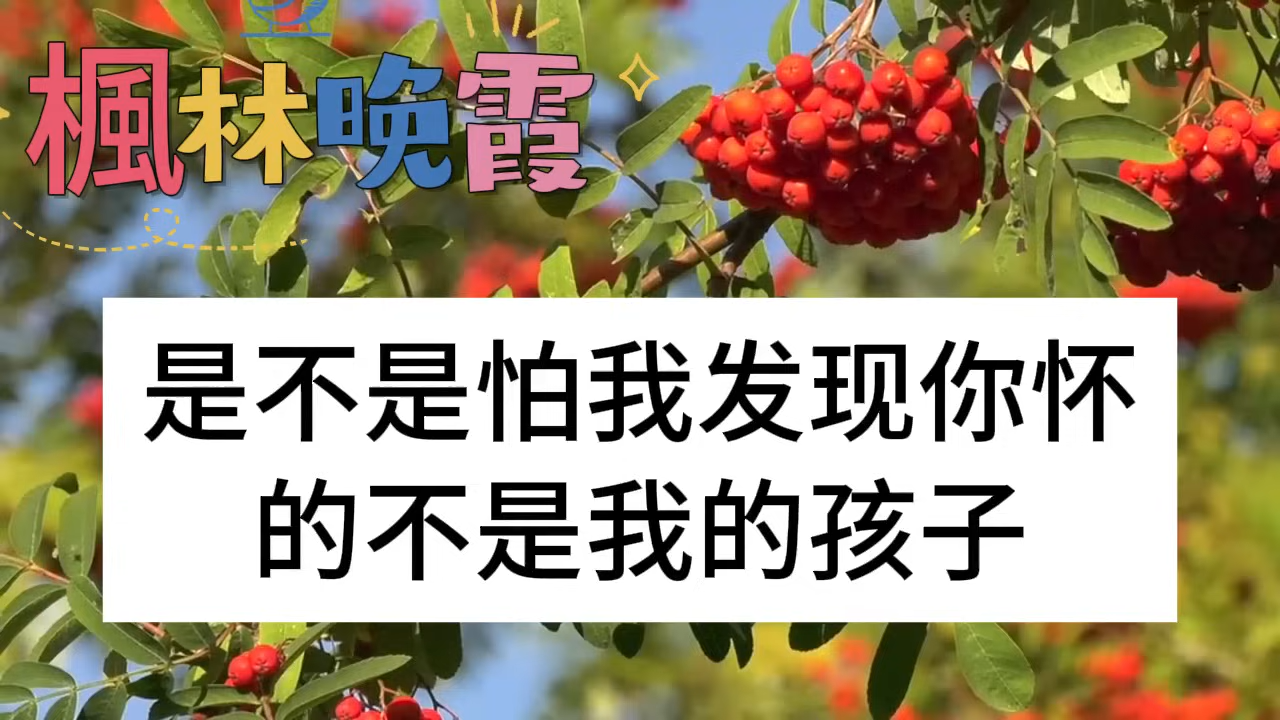 楓林晚霞
是不是怕我发现你怀
的不是我的孩子